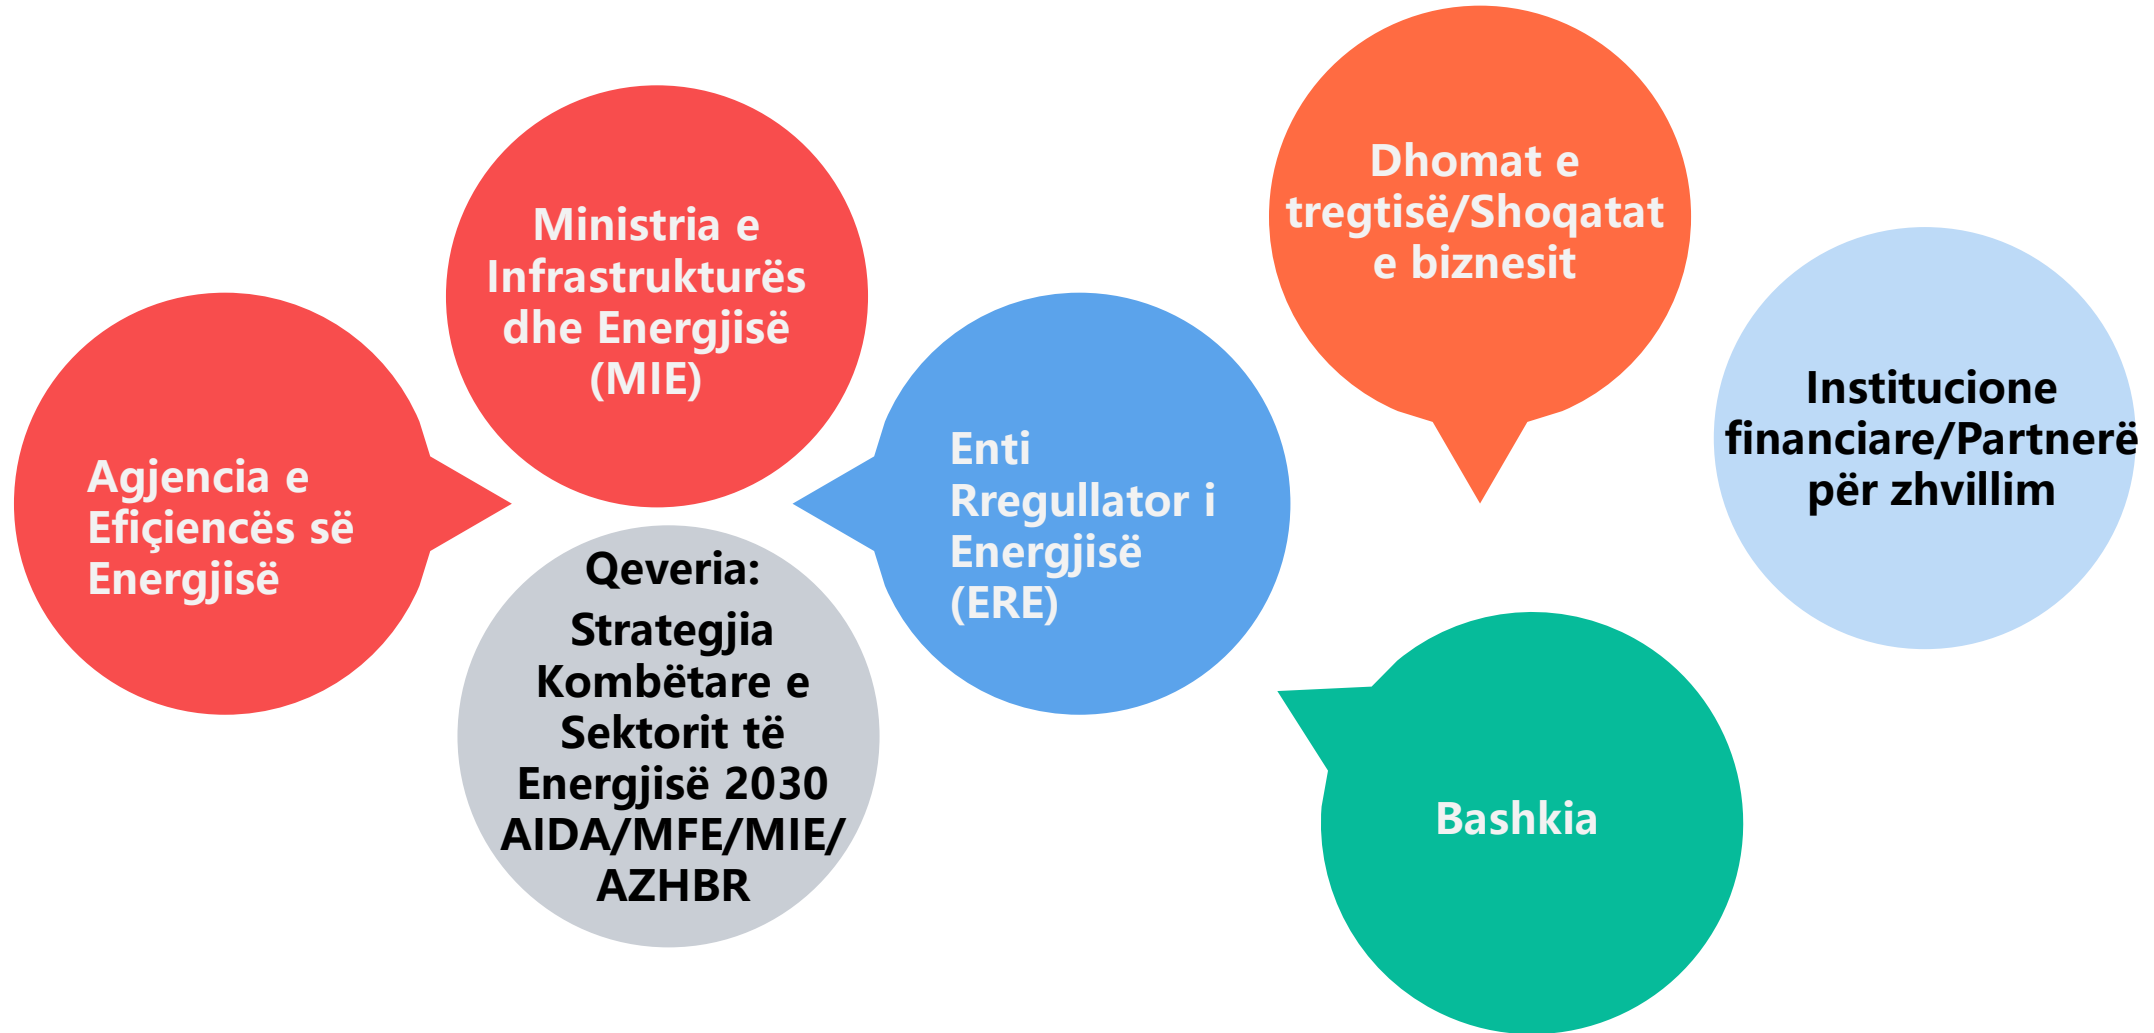 Agjencia e
Efiçiencës së
Energjisë
Ministria e
Infrastrukturës
dhe Energjisë
(MIE)
Qeveria:
Strategjia
Kombëtare e
Sektorit të
Energjisë 2030
AIDA/MFE/MIE/
AZHBR
Enti
Rregullator i
Energjisë
(ERE)
Dhomat e
tregtisë/Shoqatat
e biznesit
Institucione
financiare/Partnerë
për zhvillim
Bashkia